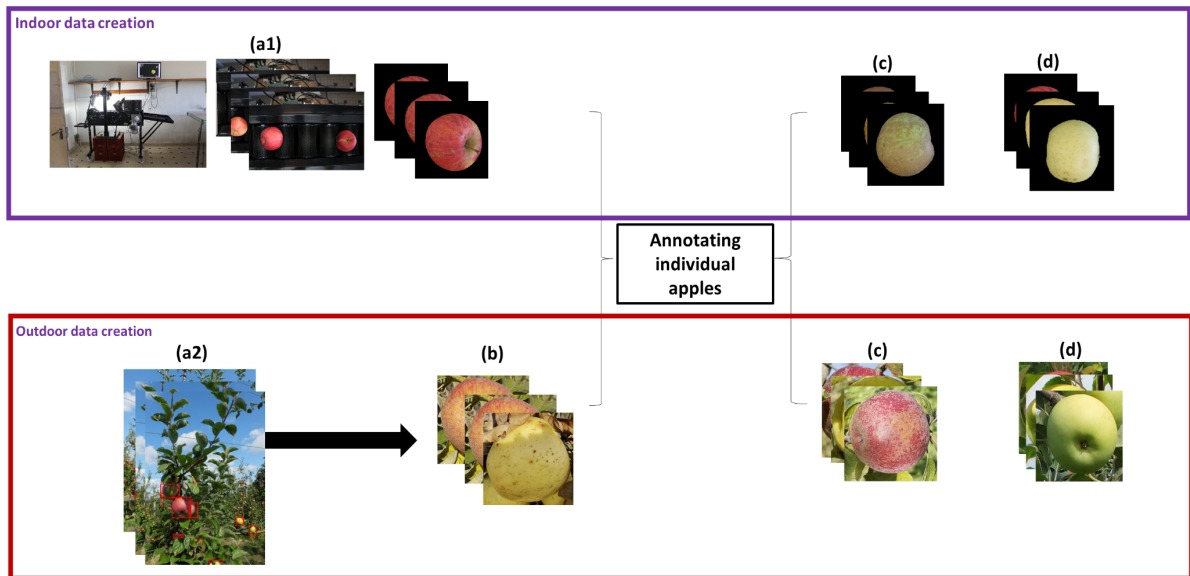 Indoor data creation
(a1)
(c)
(d)
Annotating
individual
apples
Outdoor data creation
(a2)
(b)
(c)
(d)